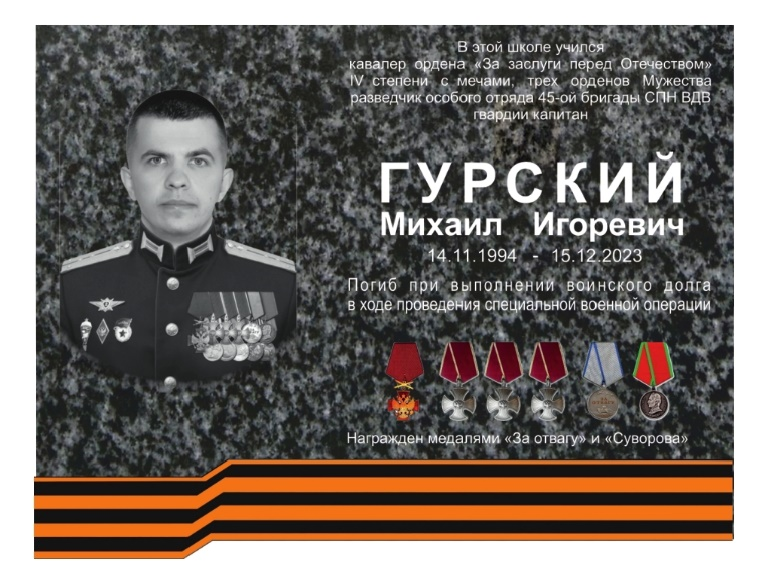 В этой школе учился
кавалер ордена «За заслуги перед Отечеством»
IV степени с мечами, трех орденов Мужества
разведчик особого отряда 45-ой бригады СПН ВДВ
гвардии капитан
ГУРСКИЙ
Михаил Игоревич
14.11.1994 - 15.12.2023
Погиб при выполнении воинского долга
в ходе проведения специальной военной операции
Награжден медалями «За отвагу» и «Суворова»